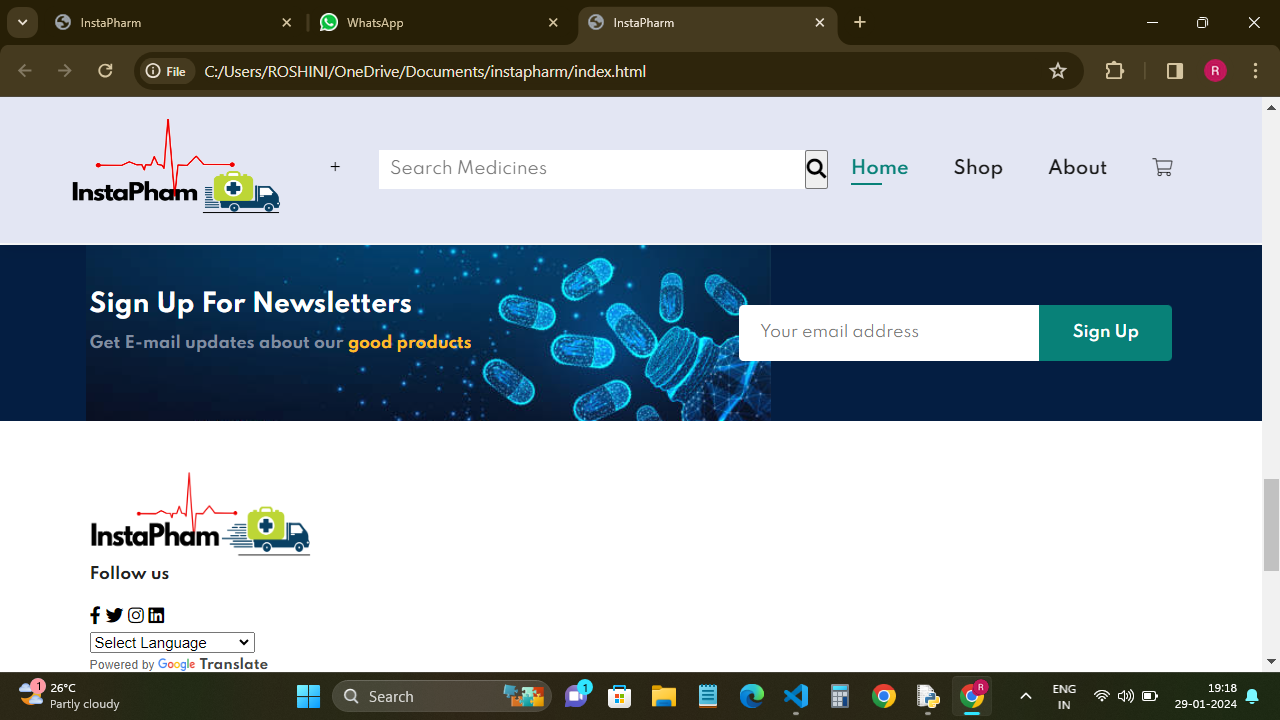 InstaPharm
WhatsApp
InstaPharm
File C:/Users/ROSHINI/OneDrive/Documents/instapharm/index.html
R
InstaPham
+
Search Medicines
Home
Shop
About
Sign Up For Newsletters
Get E-mail updates about our good products
Your email address
Sign Up
InstaPham
Follow us
Select Language
Powered by Google Translate
1
26°C
Partly cloudy
Search
1
R
ENG
IN
19:18
29-01-2024